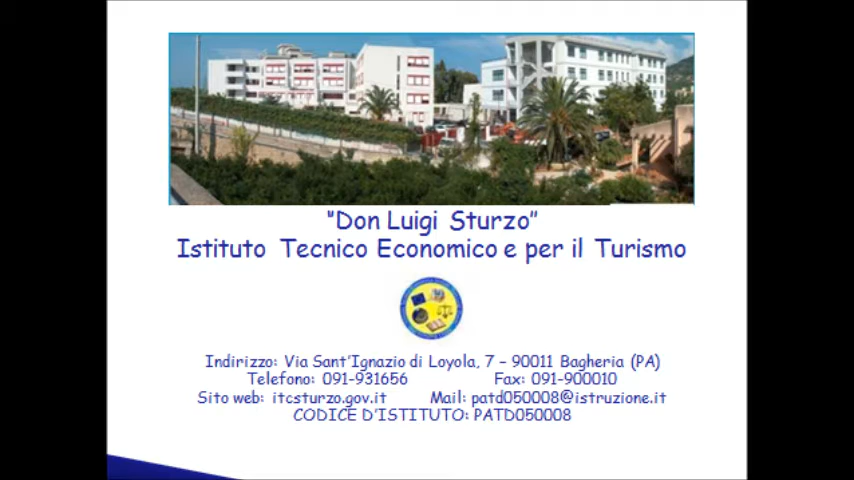 "Don Luigi Sturzo"
Istituto Tecnico Economico e per il Turismo
Indirizzo: Via Sant'Ignazio di Loyola, 7 – 90011 Bagheria (PA)
Telefono: 091-931656 Fax: 091-900010
Sito web: itcsturzo.gov.it Mail: patd050008@istruzione.it
CODICE D'ISTITUTO: PATD050008